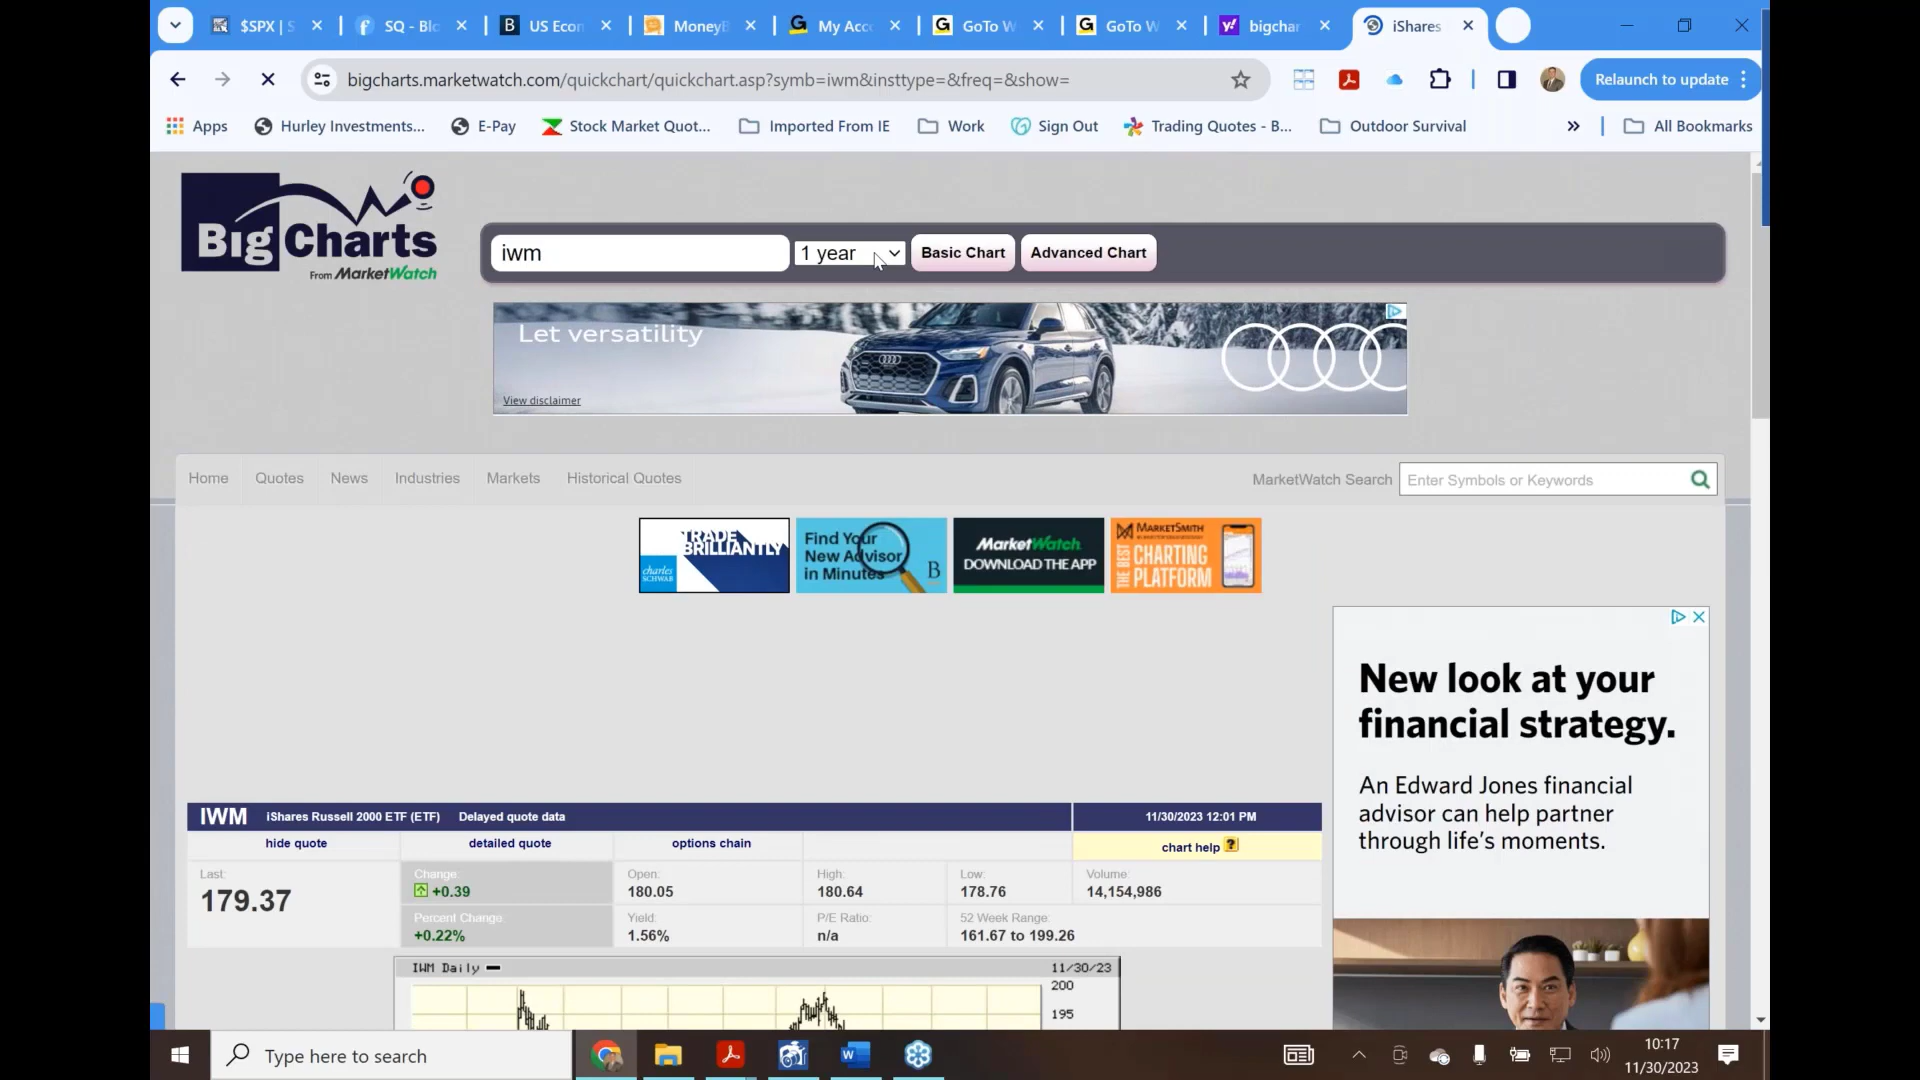 $SPX | S
SQ - Blo
US Econ
MoneyB
My Acc
GoTo W
GoTo W
bigchar
iShares
bigcharts.marketwatch.com/quickchart/quickchart.asp?symb=iwm&insttype=&freq=&show=
Relaunch to update
Apps
Hurley Investments...
E-Pay
Stock Market Quot...
Imported From IE
Work
Sign Out
Trading Quotes - B...
Outdoor Survival
All Bookmarks
BigCharts
From MarketWatch
iwm
1 year
Basic Chart
Advanced Chart
Let versatility
View disclaimer
Home
Quotes
News
Industries
Markets
Historical Quotes
MarketWatch Search
Enter Symbols or Keywords
TRADE
BRILLIANTLY
charles
SCHWAB
Find Your
New Advisor
in Minutes
B
MarketWatch
DOWNLOAD THE APP
MARKETSMITH
THE BEST
CHARTING
PLATFORM
New look at your
financial strategy.
An Edward Jones financial
advisor can help partner
through life's moments.
IWM iShares Russell 2000 ETF (ETF) Delayed quote data 11/30/2023 12:01 PM
hide quote detailed quote options chain chart help ?
Last: Change: Open: High: Low: Volume:
179.37 +0.39 180.05 180.64 178.76 14,154,986
Percent Change: Yield: P/E Ratio: 52 Week Range:
+0.22% 1.56% n/a 161.67 to 199.26
IWM Daily 11/30/23
200
195
Type here to search
10:17
11/30/2023